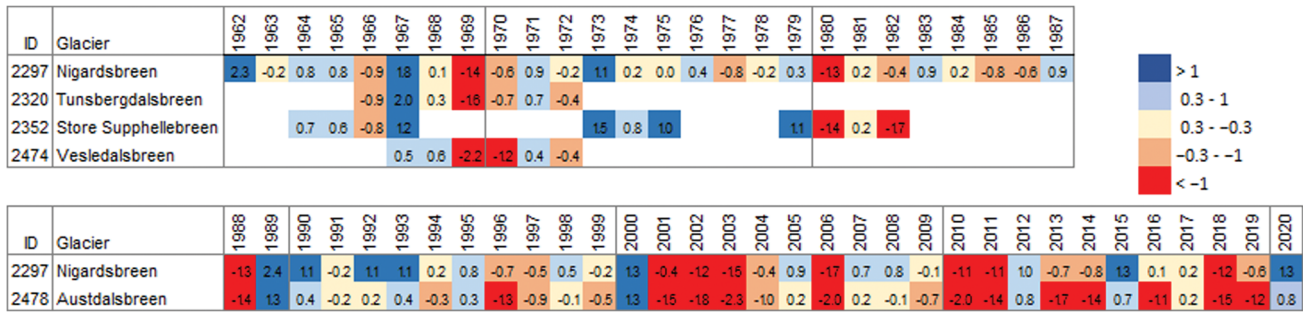 ID Glacier 1962 1963 1964 1965 1966 1967 1968 1969 1970 1971 1972 1973 1974 1975 1976 1977 1978 1979 1980 1981 1982 1983 1984 1985 1986 1987
2297 Nigardsbreen 2.3 -0.2 0.8 0.8 -0.9 1.8 0.1 -1.4 -0.6 0.9 -0.2 1.1 0.2 0.0 0.4 -0.8 -0.2 0.3 -1.3 0.2 -0.4 0.9 0.2 -0.8 -0.6 0.9
2320 Tunsbergdalsbreen -0.9 2.0 0.3 -1.6 -0.7 0.7 -0.4
2352 Store Supphellebreen 0.7 0.6 -0.8 1.2 1.5 0.8 1.0 1.1 -1.4 0.2 -1.7
2474 Vesledalsbreen 0.5 0.6 -2.2 -1.2 0.4 -0.4
> 1
0.3 - 1
0.3 - −0.3
−0.3 - −1
< −1
ID Glacier 1988 1989 1990 1991 1992 1993 1994 1995 1996 1997 1998 1999 2000 2001 2002 2003 2004 2005 2006 2007 2008 2009 2010 2011 2012 2013 2014 2015 2016 2017 2018 2019 2020
2297 Nigardsbreen -1.3 2.4 1.1 -0.2 1.1 1.1 0.2 0.8 -0.7 -0.5 0.5 -0.2 1.3 -0.4 -1.2 -1.5 -0.4 0.9 -1.7 0.7 0.8 -0.1 -1.1 -1.1 1.0 -0.7 -0.8 1.3 0.1 0.2 -1.2 -0.6 1.3
2478 Austdalsbreen -1.4 1.3 0.4 -0.2 0.2 0.4 -0.3 0.3 -1.3 -0.9 -0.1 -0.5 1.3 -1.5 -1.8 -2.3 -1.0 0.2 -2.0 0.2 -0.1 -0.7 -2.0 -1.4 0.8 -1.7 -1.4 0.7 -1.1 0.2 -1.5 -1.2 0.8